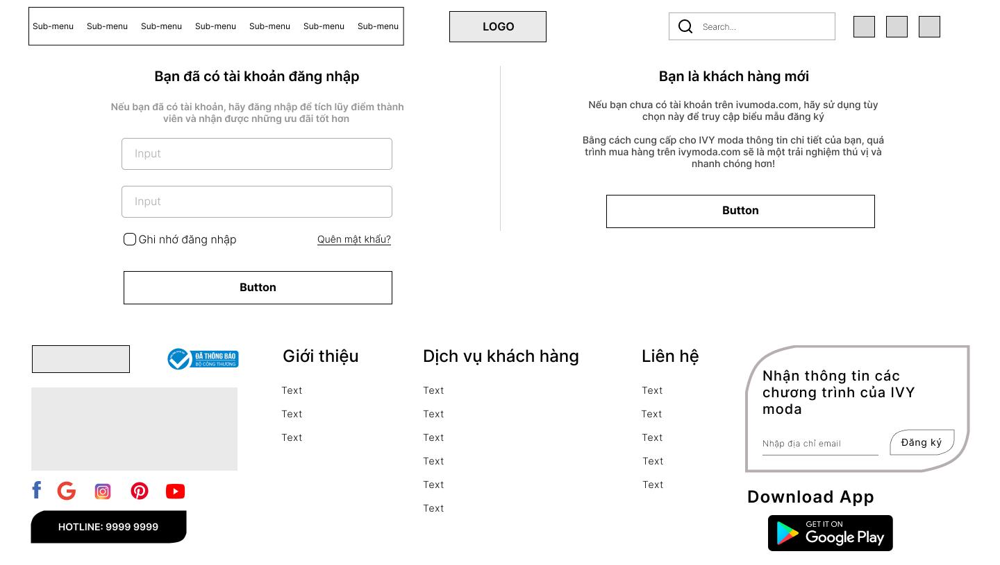 Sub-menu Sub-menu Sub-menu Sub-menu Sub-menu Sub-menu Sub-menu
LOGO
Search...
Bạn đã có tài khoản đăng nhập
Nếu bạn đã có tài khoản, hãy đăng nhập để tích lũy điểm thành
viên và nhận được những ưu đãi tốt hơn
Input
Input
Ghi nhớ đăng nhập
Quên mật khẩu?
Button
Bạn là khách hàng mới
Nếu bạn chưa có tài khoản trên ivumoda.com, hãy sử dụng tùy
chọn này để truy cập biểu mẫu đăng ký
Bằng cách cung cấp cho IVY moda thông tin chi tiết của bạn, quá
trình mua hàng trên ivymoda.com sẽ là một trải nghiệm thú vị và
nhanh chóng hơn!
Button
ĐÃ THÔNG BÁO
BỘ CÔNG THƯƠNG
HOTLINE: 9999 9999
Giới thiệu
Text
Text
Text
Dịch vụ khách hàng
Text
Text
Text
Text
Text
Text
Liên hệ
Text
Text
Text
Text
Text
Nhận thông tin các
chương trình của IVY
moda
Nhập địa chỉ email
Đăng ký
Download App
GET IT ON
Google Play